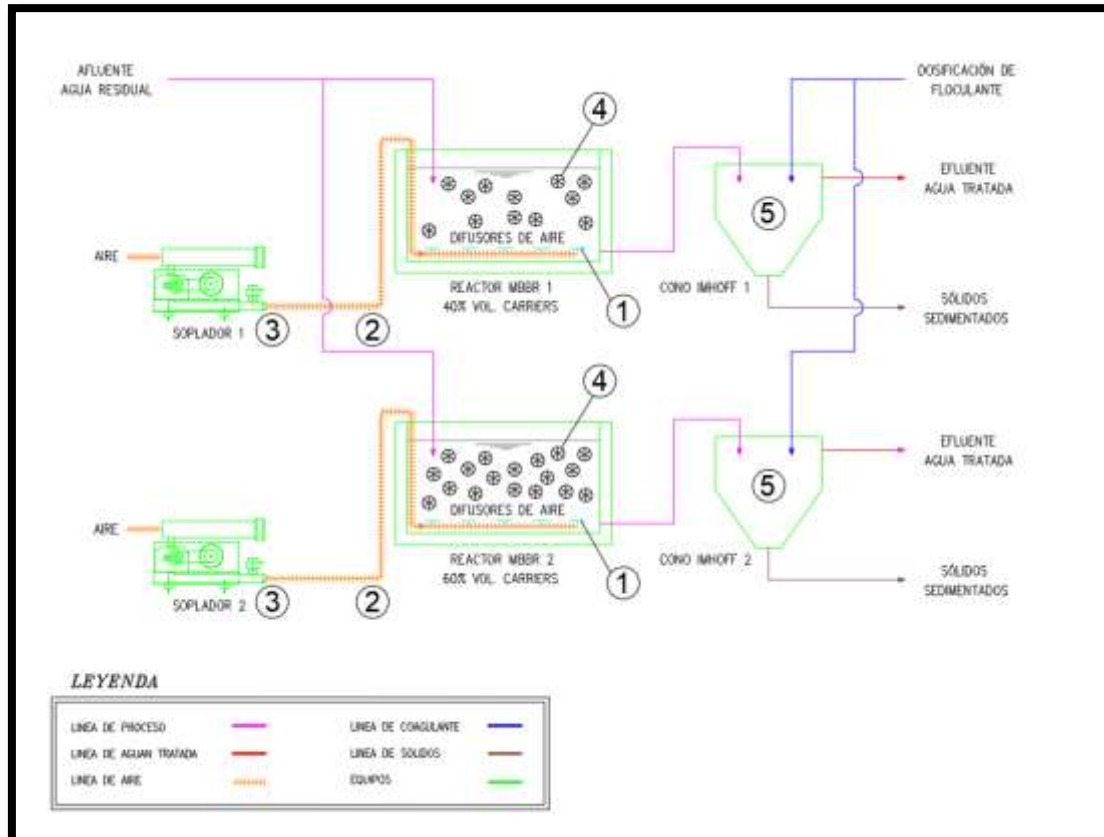 AFLUENTE
AGUA RESIDUAL
DOSIFICACIÓN DE
FLOCULANTE
4
EFLUENTE
AGUA TRATADA
5
DIFUSORES DE AIRE
AIRE
REACTOR MBBR 1
40% VOL. CARRIERS
CONO IMHOFF 1
1
SÓLIDOS
SEDIMENTADOS
SOPLADOR 1
3
2
4
EFLUENTE
AGUA TRATADA
5
DIFUSORES DE AIRE
AIRE
REACTOR MBBR 2
60% VOL. CARRIERS
CONO IMHOFF 2
1
SÓLIDOS
SEDIMENTADOS
SOPLADOR 2
3
2
LEYENDA
LINEA DE PROCESO
LINEA DE COAGULANTE
LINEA DE AGUAN TRATADA
LINEA DE SOLIDOS
LINEA DE AIRE
EQUIPOS